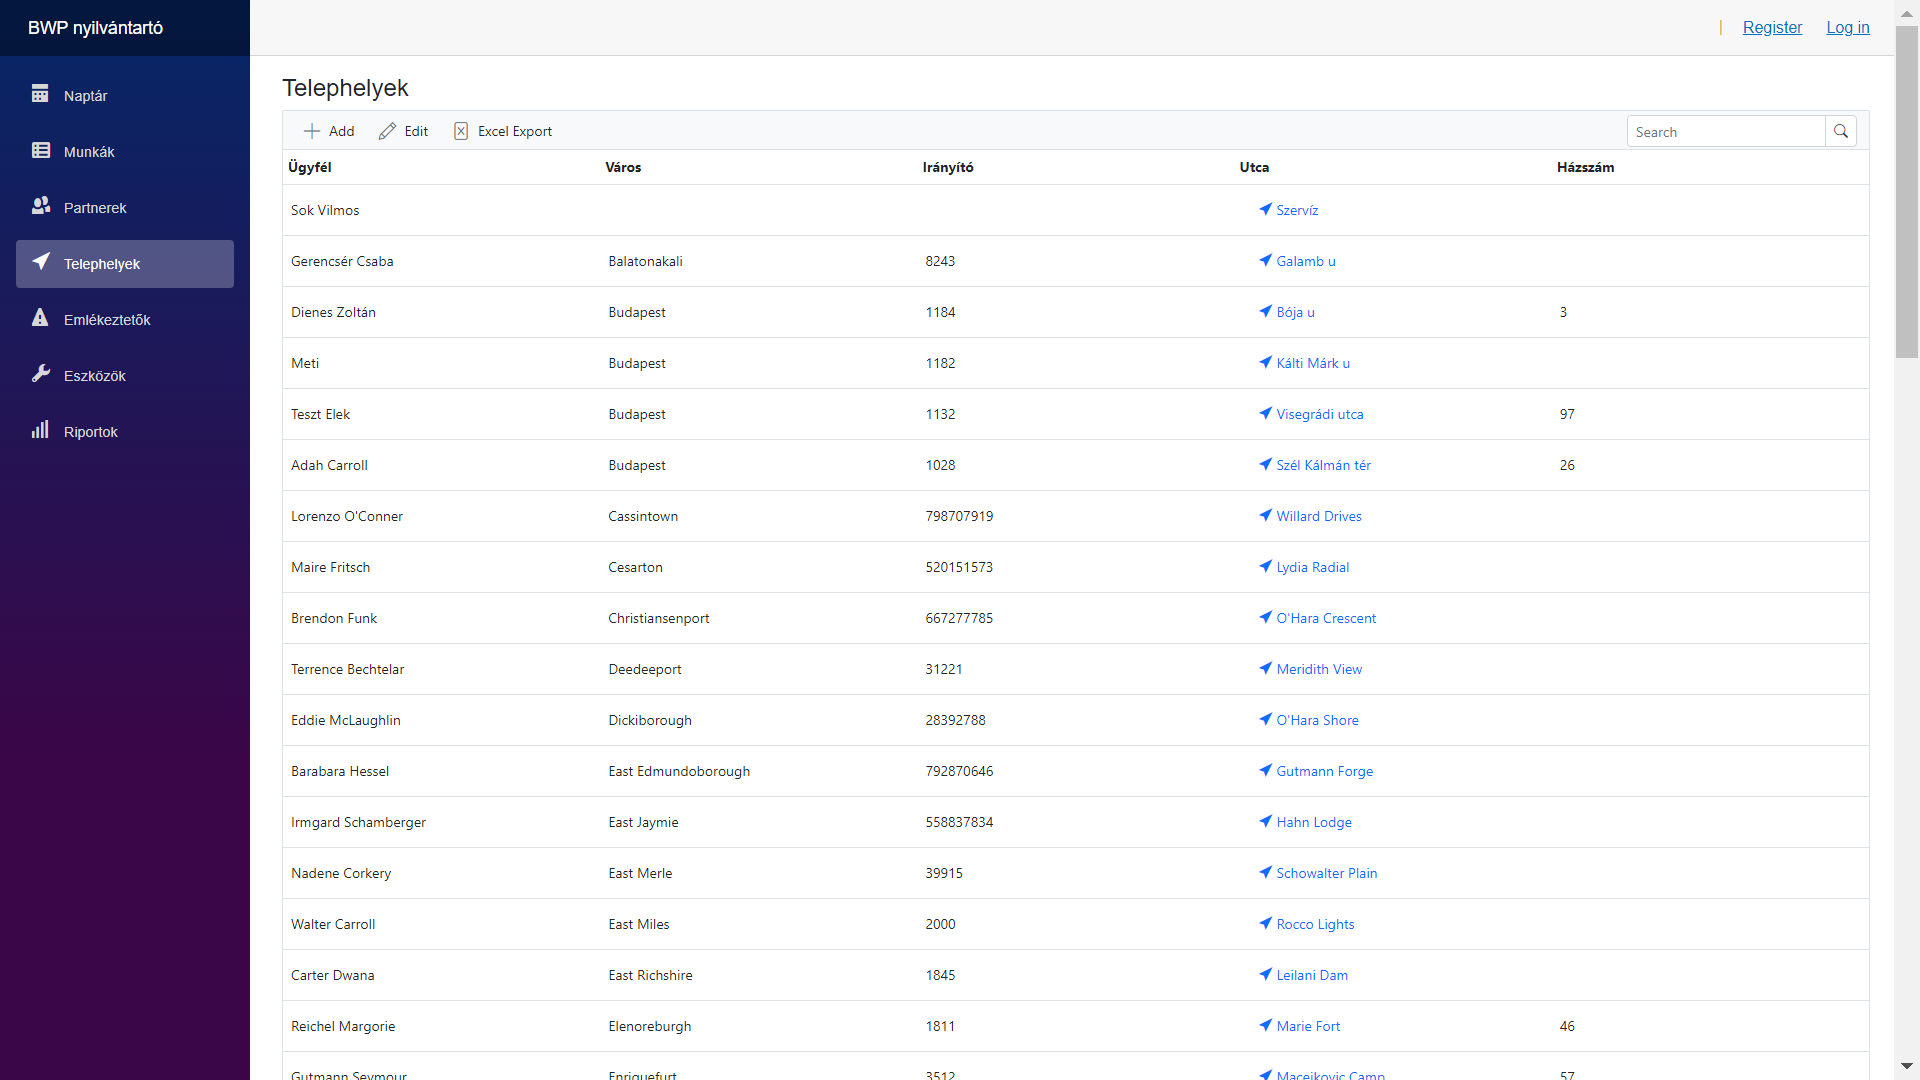 BWP nyilvántartó
Register Log in
Naptár
Munkák
Partnerek
Telephelyek
Emlékeztetők
Eszközök
Riportok
Telephelyek
Add Edit Excel Export Search
Ügyfél Város Irányító Utca Házszám
Sok Vilmos Szervíz
Gerencsér Csaba Balatonakali 8243 Galamb u
Dienes Zoltán Budapest 1184 Bója u 3
Meti Budapest 1182 Kálti Márk u
Teszt Elek Budapest 1132 Visegrádi utca 97
Adah Carroll Budapest 1028 Szél Kálmán tér 26
Lorenzo O'Conner Cassintown 798707919 Willard Drives
Maire Fritsch Cesarton 520151573 Lydia Radial
Brendon Funk Christiansenport 667277785 O'Hara Crescent
Terrence Bechtelar Deedeeport 31221 Meridith View
Eddie McLaughlin Dickiborough 28392788 O'Hara Shore
Barabara Hessel East Edmundoborough 792870646 Gutmann Forge
Irmgard Schamberger East Jaymie 558837834 Hahn Lodge
Nadene Corkery East Merle 39915 Schowalter Plain
Walter Carroll East Miles 2000 Rocco Lights
Carter Dwana East Richshire 1845 Leilani Dam
Reichel Margorie Elenoreburgh 1811 Marie Fort 46
Gutmann Seymour Enriquefurt 3512 Macejkovic Camp 57